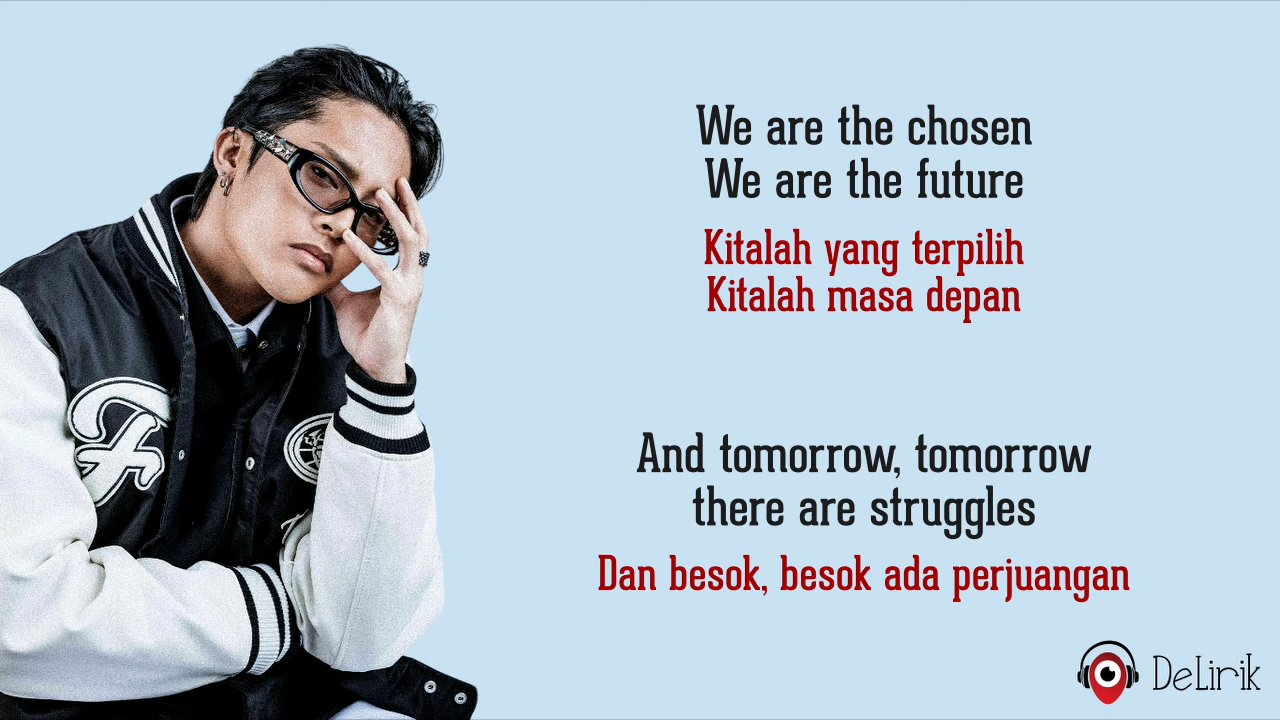 We are the chosen
We are the future
Kitalah yang terpilih
Kitalah masa depan
And tomorrow, tomorrow
there are struggles
Dan besok, besok ada perjuangan
DeLirik
F